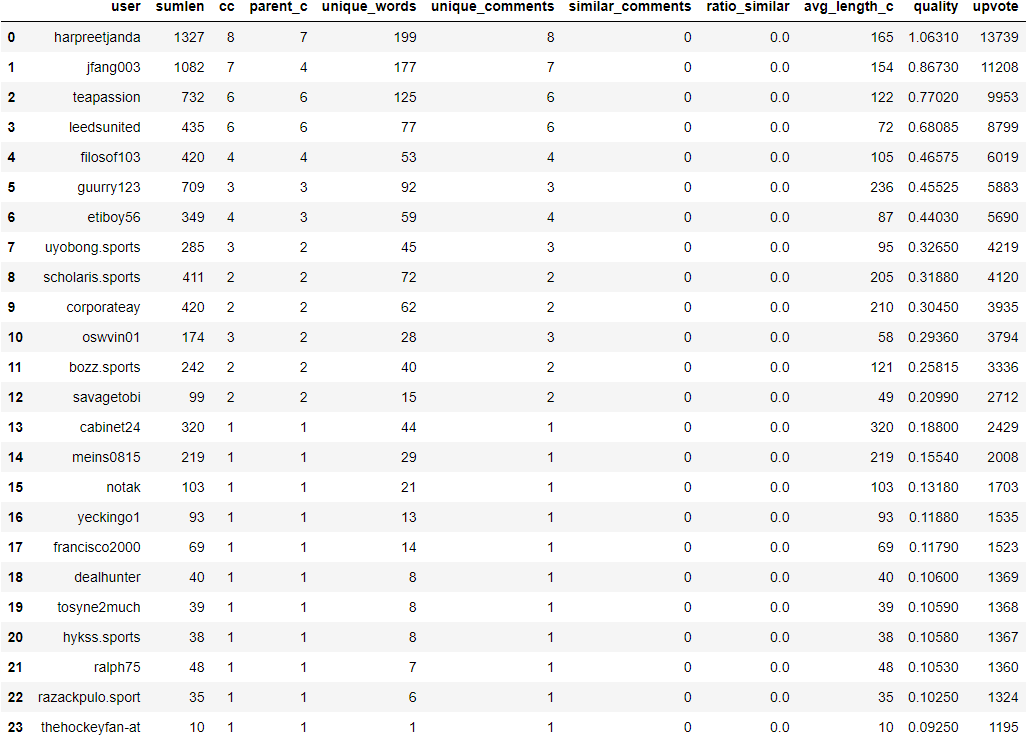 user sumlen cc parent_c unique_words unique_comments similar_comments ratio_similar avg_length_c quality upvote
0 harpreetjanda 1327 8 7 199 8 0 0.0 165 1.06310 13739
1 jfang003 1082 7 4 177 7 0 0.0 154 0.86730 11208
2 teapassion 732 6 6 125 6 0 0.0 122 0.77020 9953
3 leedsunited 435 6 6 77 6 0 0.0 72 0.68085 8799
4 filosof103 420 4 4 53 4 0 0.0 105 0.46575 6019
5 guurry123 709 3 3 92 3 0 0.0 236 0.45525 5883
6 etiboy56 349 4 3 59 4 0 0.0 87 0.44030 5690
7 uyobong.sports 285 3 2 45 3 0 0.0 95 0.32650 4219
8 scholaris.sports 411 2 2 72 2 0 0.0 205 0.31880 4120
9 corporateay 420 2 2 62 2 0 0.0 210 0.30450 3935
10 oswvin01 174 3 2 28 3 0 0.0 58 0.29360 3794
11 bozz.sports 242 2 2 40 2 0 0.0 121 0.25815 3336
12 savagetobi 99 2 2 15 2 0 0.0 49 0.20990 2712
13 cabinet24 320 1 1 44 1 0 0.0 320 0.18800 2429
14 meins0815 219 1 1 29 1 0 0.0 219 0.15540 2008
15 notak 103 1 1 21 1 0 0.0 103 0.13180 1703
16 yeckingo1 93 1 1 13 1 0 0.0 93 0.11880 1535
17 francisco2000 69 1 1 14 1 0 0.0 69 0.11790 1523
18 dealhunter 40 1 1 8 1 0 0.0 40 0.10600 1369
19 tosyne2much 39 1 1 8 1 0 0.0 39 0.10590 1368
20 hykss.sports 38 1 1 8 1 0 0.0 38 0.10580 1367
21 ralph75 48 1 1 7 1 0 0.0 48 0.10530 1360
22 razackpulo.sport 35 1 1 6 1 0 0.0 35 0.10250 1324
23 thehockeyfan-at 10 1 1 1 1 0 0.0 10 0.09250 1195